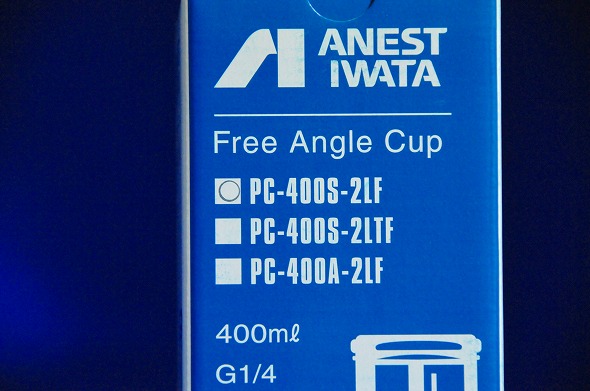 ANEST
IWATA
Free Angle Cup
PC-400S-2LF
PC-400S-2LTF
PC-400A-2LF
400mℓ
G1/4